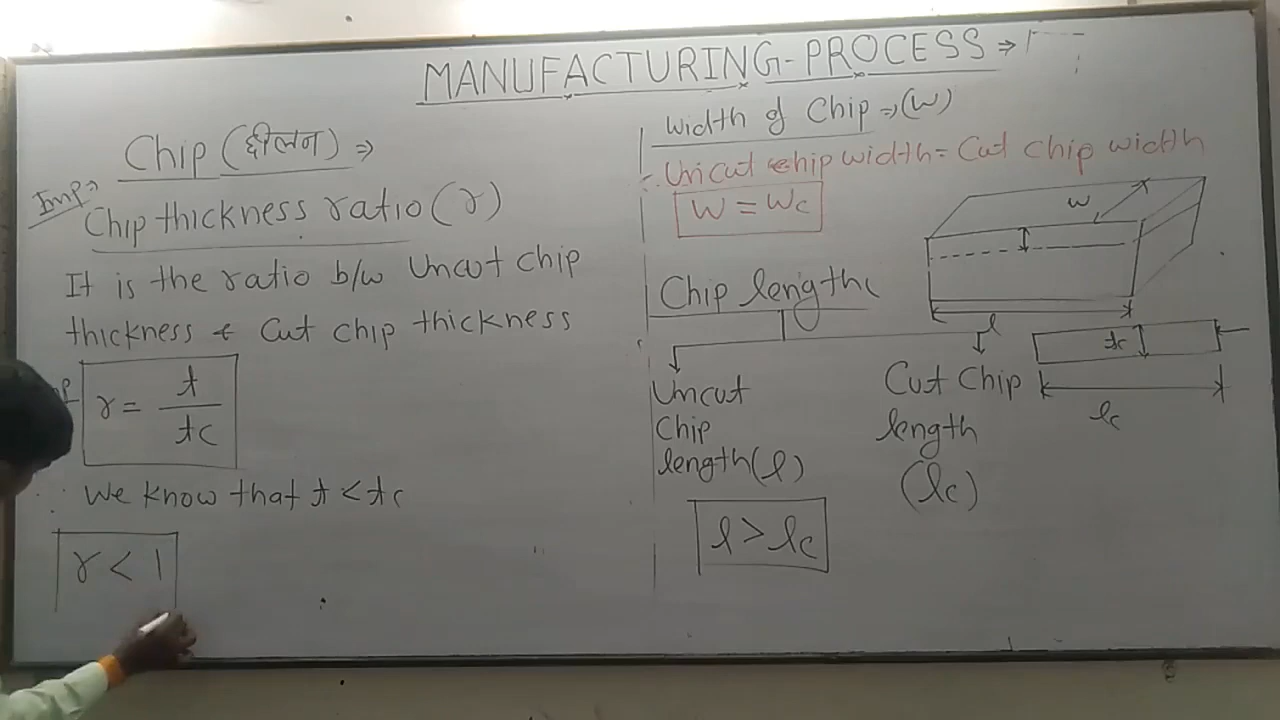 MANUFACTURING-PROCESS ⇒
Chip (छीलन) ⇒
Imp ⇒
Chip thickness ratio (r)
It is the ratio b/w Uncut chip
thickness & Cut chip thickness
r = t / tc
∴ We know that t < tc
r < 1
Width of Chip ⇒ (w)
∴ Uncut chip width = Cut chip width
w = wc
Chip length
Uncut
Chip
length (l)
Cut Chip
length
(lc)
l > lc
w
l
tc
lc